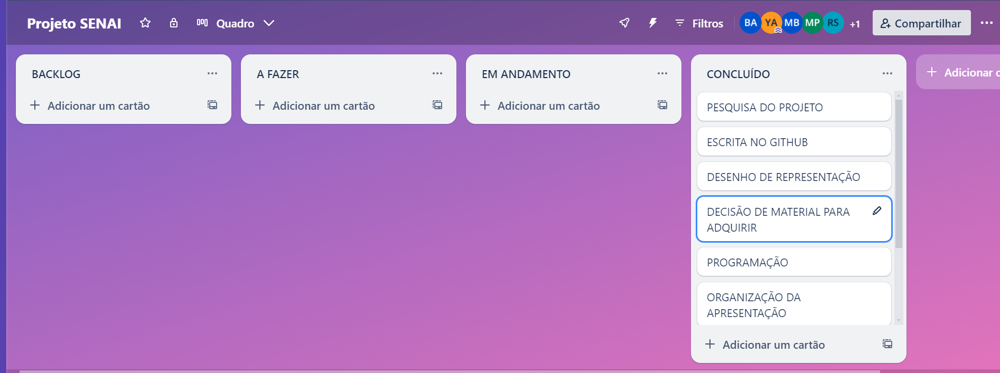 Projeto SENAI
Quadro
Filtros
BA
YA
MB
MP
RS
+1
Compartilhar
BACKLOG
Adicionar um cartão
A FAZER
Adicionar um cartão
EM ANDAMENTO
Adicionar um cartão
CONCLUÍDO
PESQUISA DO PROJETO
ESCRITA NO GITHUB
DESENHO DE REPRESENTAÇÃO
DECISÃO DE MATERIAL PARA
ADQUIRIR
PROGRAMAÇÃO
ORGANIZAÇÃO DA
APRESENTAÇÃO
Adicionar um cartão
Adicionar